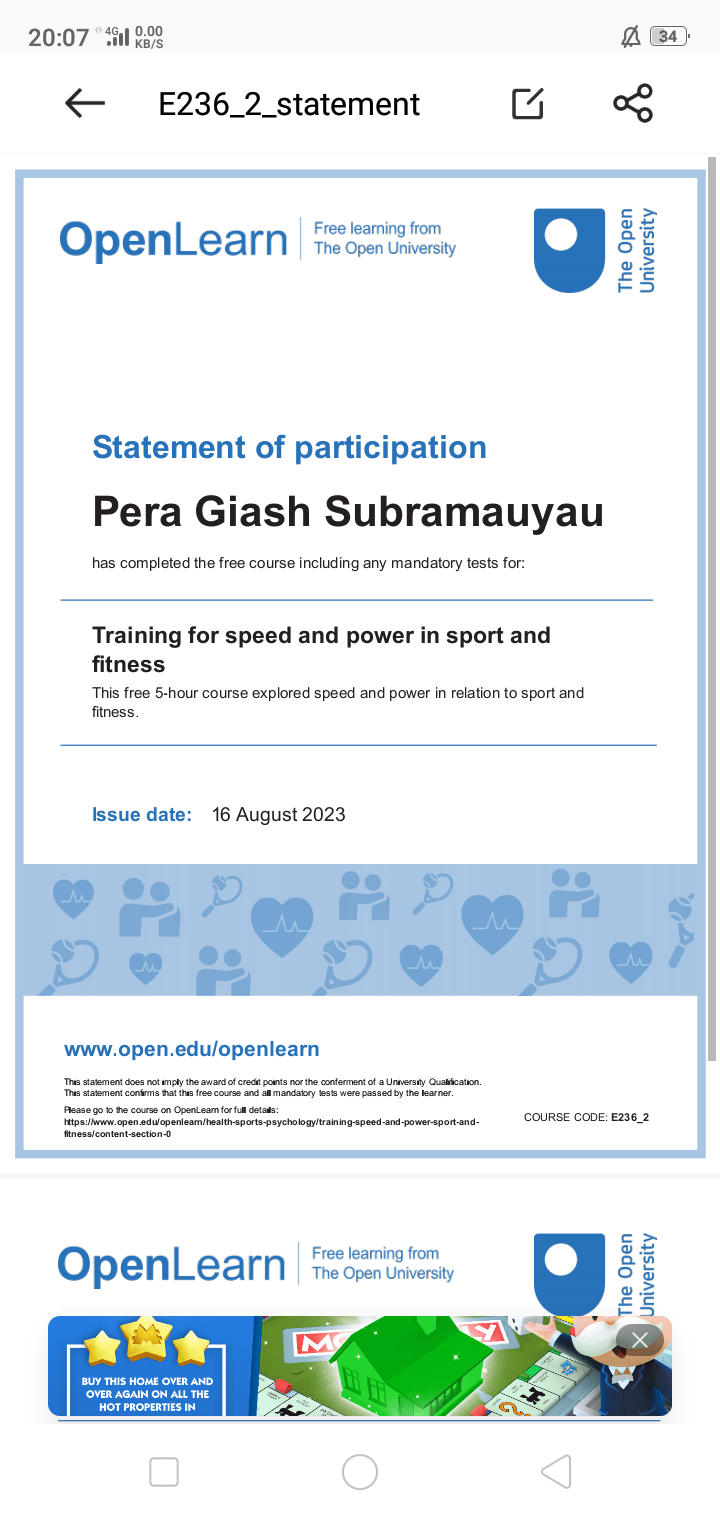 20:07 4G 0.00 KB/S 34
E236_2_statement
OpenLearn
Free learning from
The Open University
The Open
University
Statement of participation
Pera Giash Subramauyau
has completed the free course including any mandatory tests for:
Training for speed and power in sport and
fitness
This free 5-hour course explored speed and power in relation to sport and
fitness.
Issue date: 16 August 2023
www.open.edu/openlearn
This statement does not imply the award of credit points nor the conferment of a University Qualification.
This statement confirms that this free course and all mandatory tests were passed by the learner.
Please go to the course on OpenLearn for full details:
https://www.open.edu/openlearn/health-sports-psychology/training-speed-and-power-sport-and-
fitness/content-section-0
COURSE CODE: E236_2
OpenLearn
Free learning from
The Open University
The Open
University
BUY THIS HOME OVER AND
OVER AGAIN ON ALL THE
HOT PROPERTIES IN